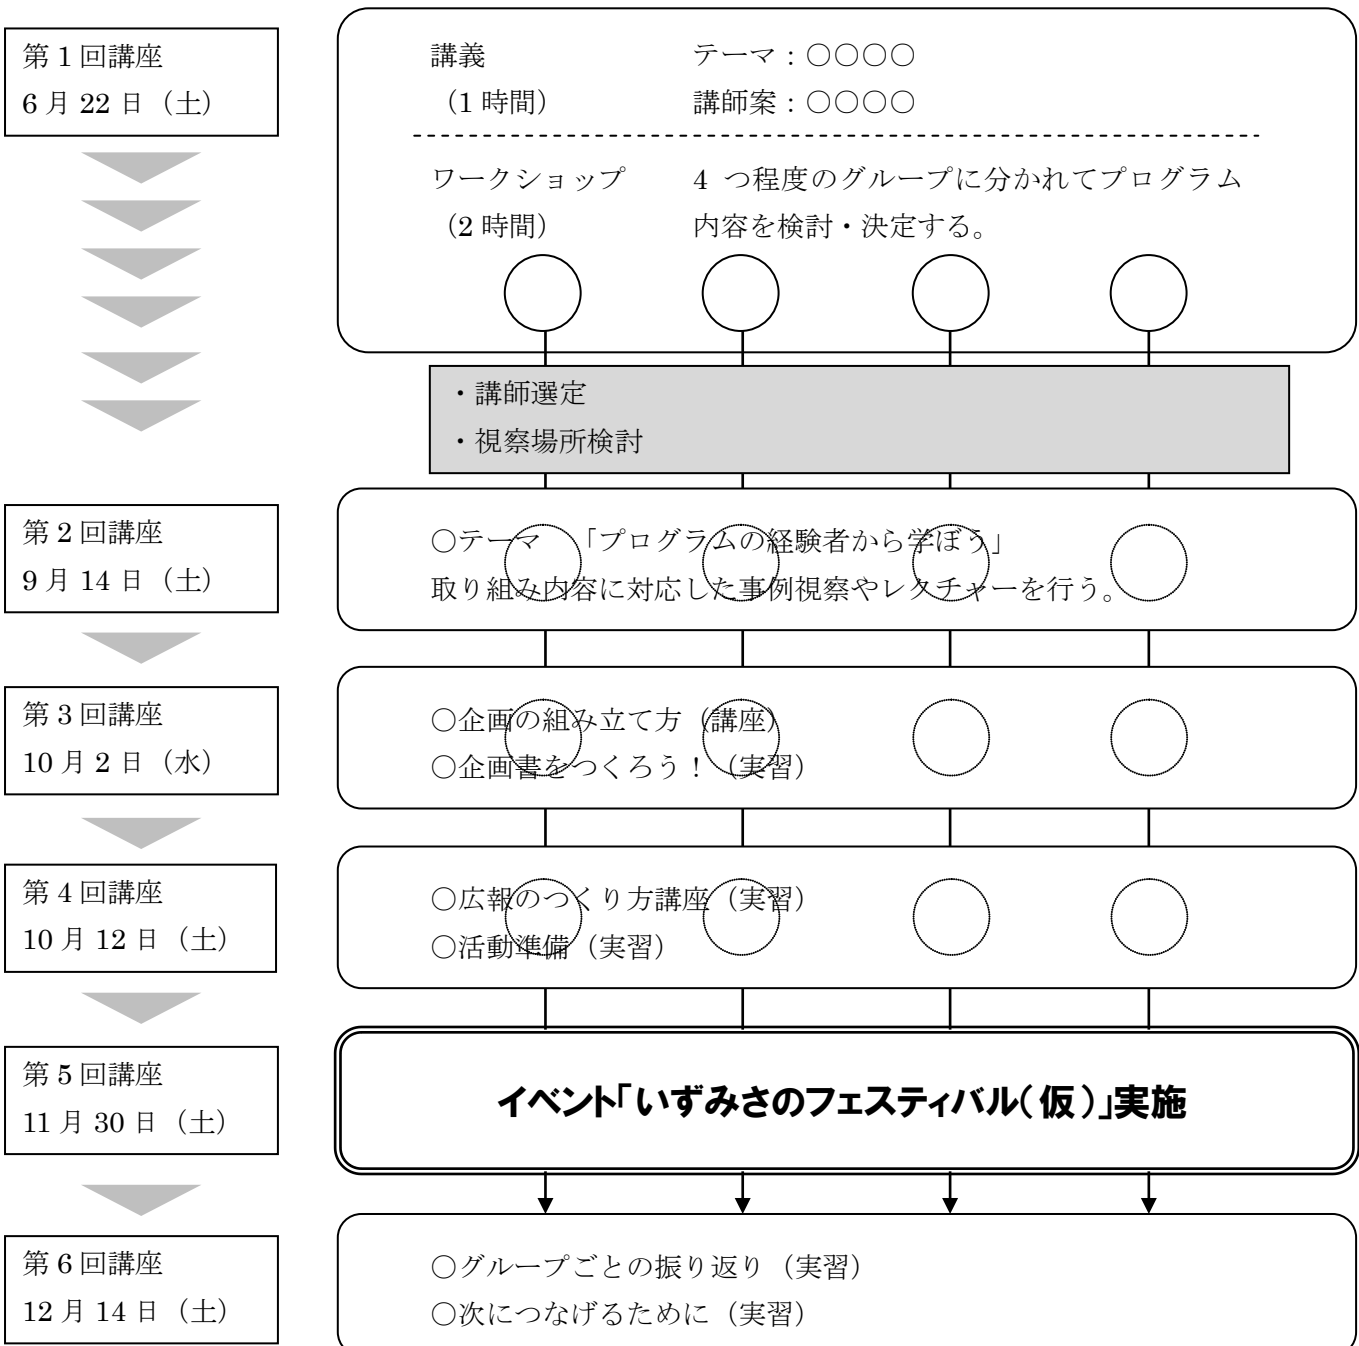 第1回講座
6月22日（土）
講義　テーマ：〇〇〇〇
（1時間）　講師案：〇〇〇〇
ワークショップ　4つ程度のグループに分かれてプログラム
（2時間）　内容を検討・決定する。
・講師選定
・視察場所検討
第2回講座
9月14日（土）
〇テーマ　「プログラムの経験者から学ぼう」
取り組み内容に対応した事例視察やレクチャーを行う。
第3回講座
10月2日（水）
〇企画の組み立て方（講座）
〇企画書をつくろう！（実習）
第4回講座
10月12日（土）
〇広報のつくり方講座（実習）
〇活動準備（実習）
第5回講座
11月30日（土）
イベント「いずみさのフェスティバル（仮）」実施
第6回講座
12月14日（土）
〇グループごとの振り返り（実習）
〇次につなげるために（実習）